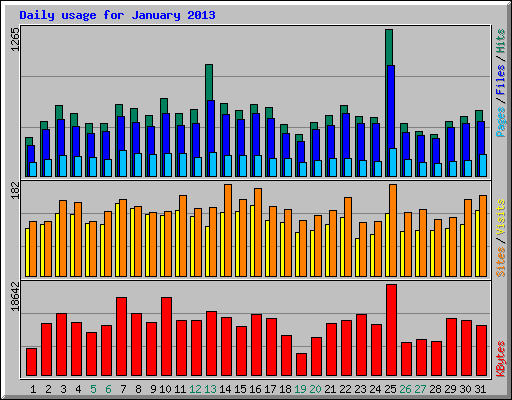 Daily usage for January 2013
1265
Pages / Files / Hits
182
Sites / Visits
18642
KBytes
1 2 3 4 5 6 7 8 9 10 11 12 13 14 15 16 17 18 19 20 21 22 23 24 25 26 27 28 29 30 31